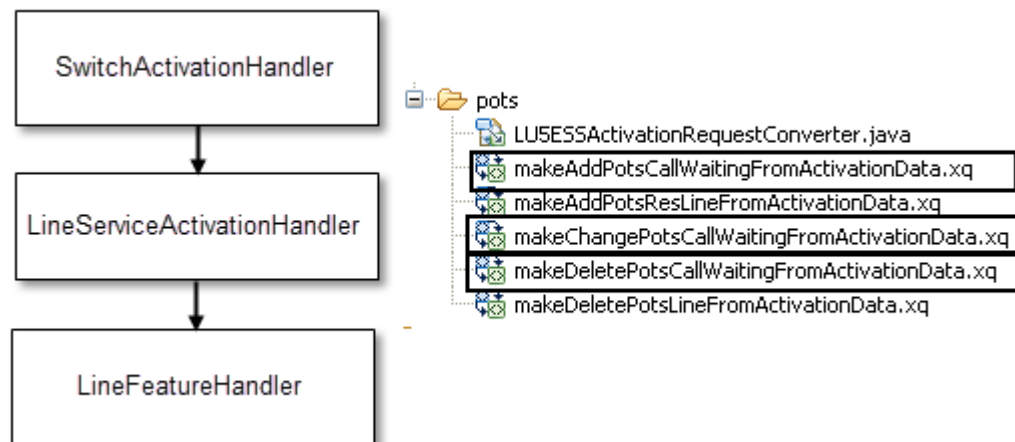 SwitchActivationHandler
LineServiceActivationHandler
LineFeatureHandler
pots
LU5ESSActivationRequestConverter.java
makeAddPotsCallWaitingFromActivationData.xq
makeAddPotsResLineFromActivationData.xq
makeChangePotsCallWaitingFromActivationData.xq
makeDeletePotsCallWaitingFromActivationData.xq
makeDeletePotsLineFromActivationData.xq